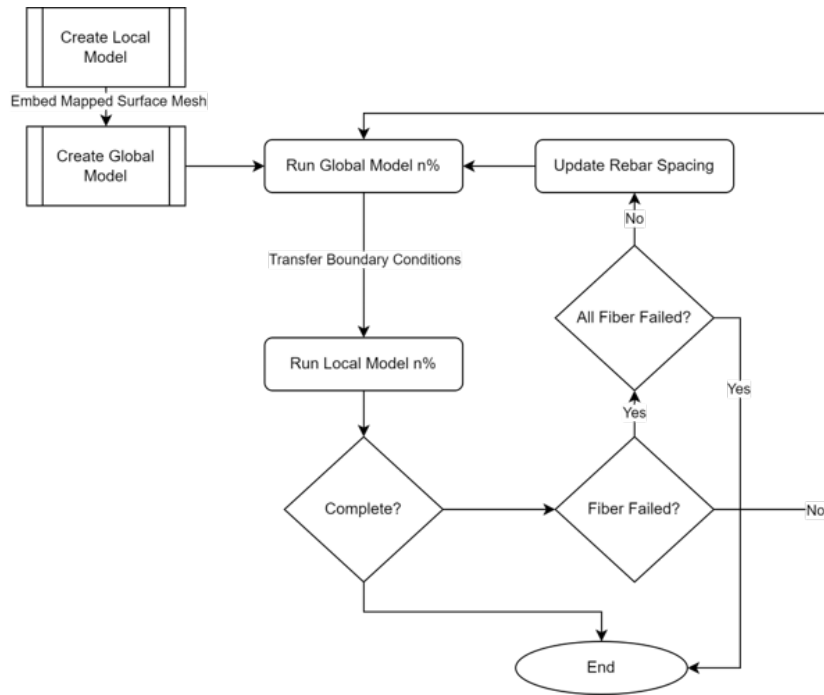 Create Local
Model
Embed Mapped Surface Mesh
Create Global
Model
Run Global Model n%
Update Rebar Spacing
No
Transfer Boundary Conditions
All Fiber Failed?
Run Local Model n%
Yes
Yes
Complete?
Fiber Failed?
No
End